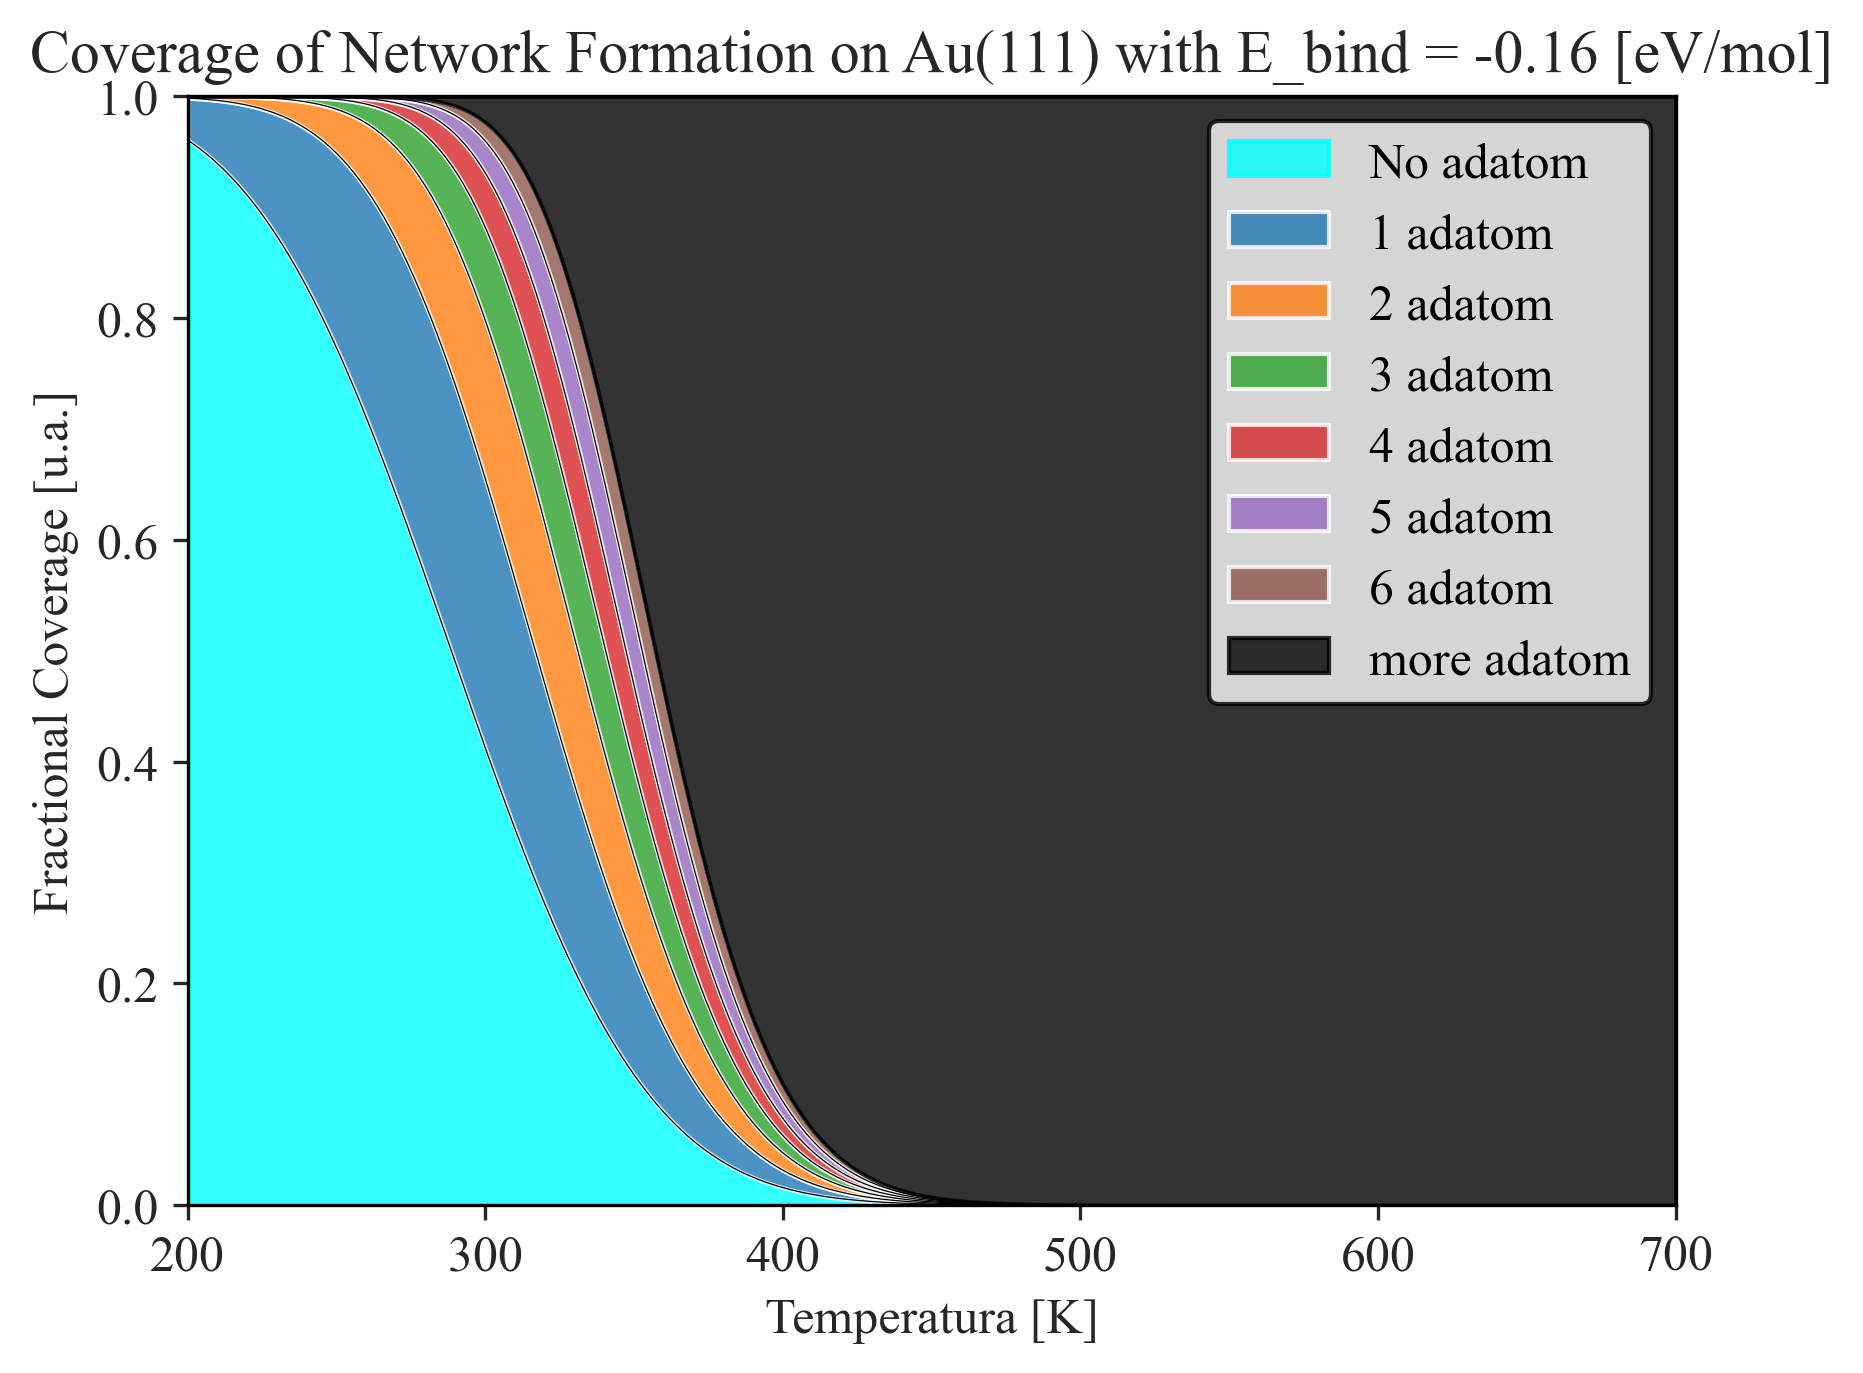 Coverage of Network Formation on Au(111) with E_bind = -0.16 [eV/mol]
1.0
0.8
0.6
0.4
0.2
0.0
Fractional Coverage [u.a.]
No adatom
1 adatom
2 adatom
3 adatom
4 adatom
5 adatom
6 adatom
more adatom
200 300 400 500 600 700
Temperatura [K]